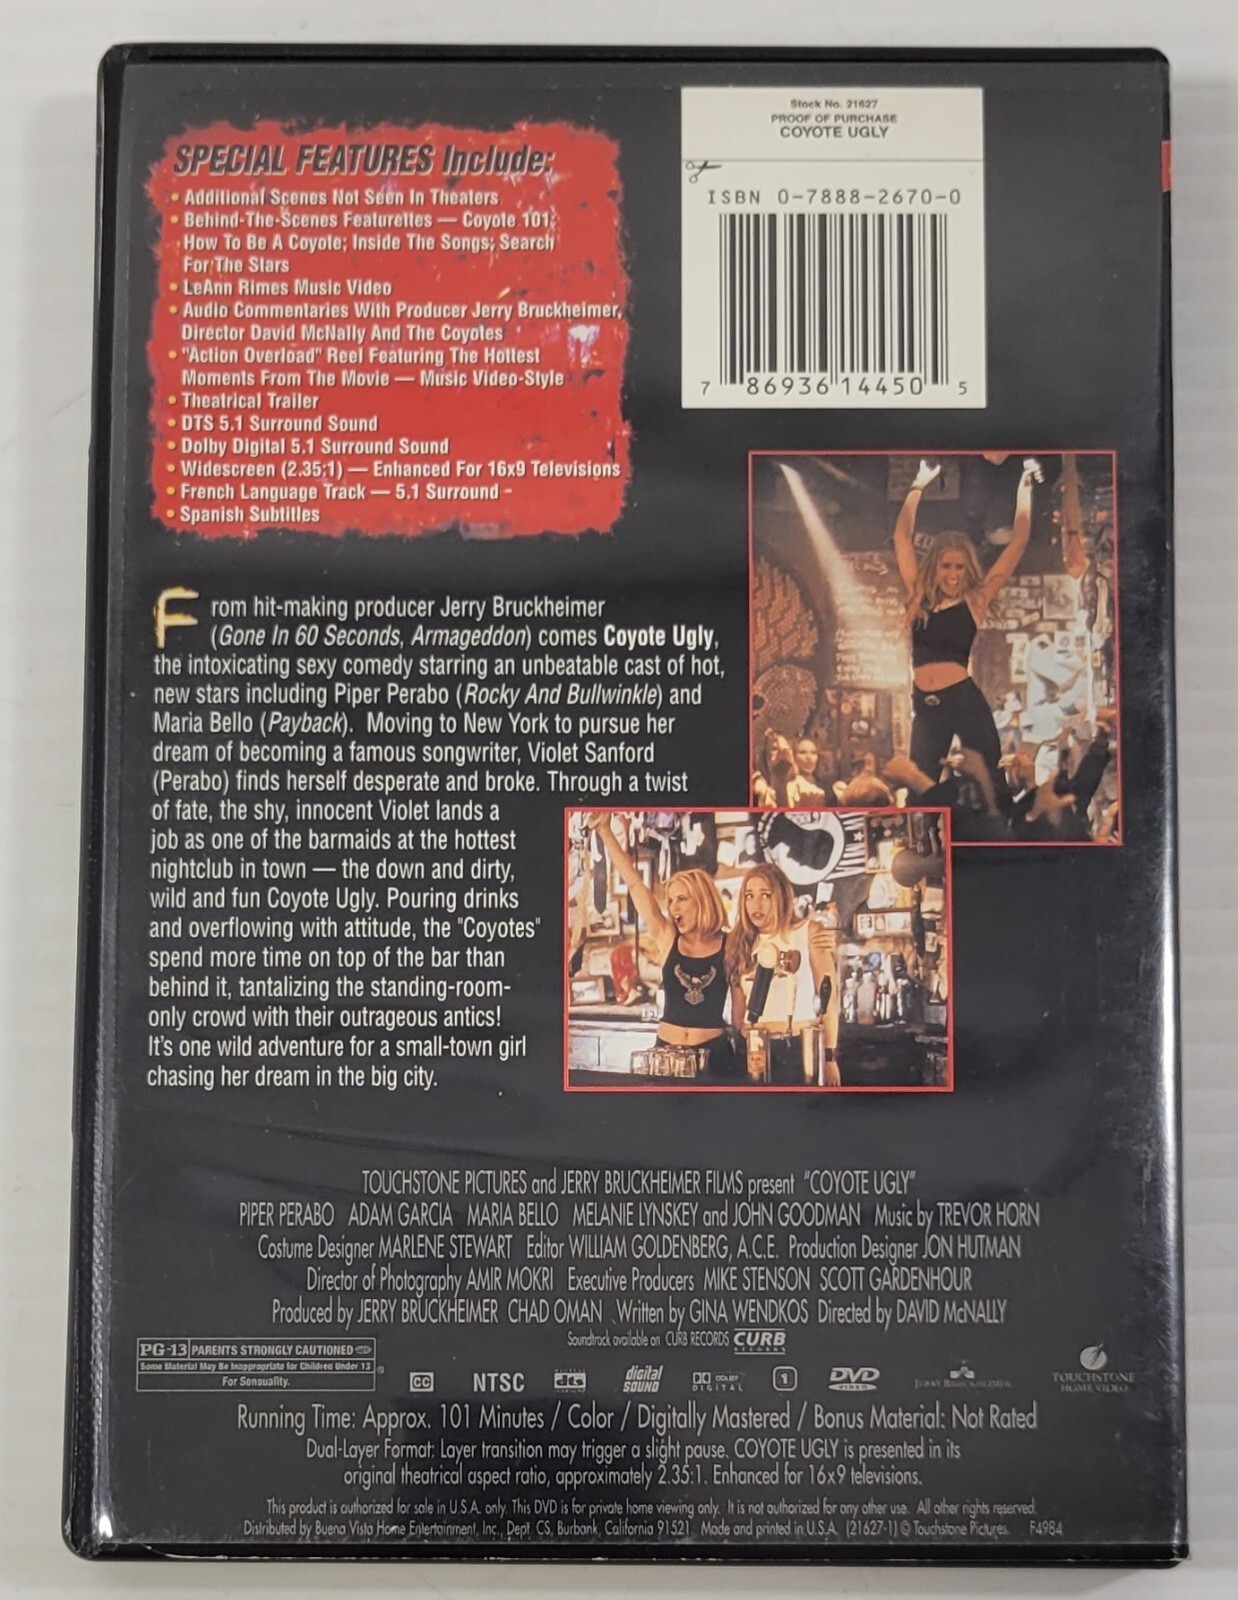 Stock No. 21627
PROOF OF PURCHASE
COYOTE UGLY
ISBN 0-7888-2670-0
7 86936 14450 5
SPECIAL FEATURES Include:
• Additional Scenes Not Seen In Theaters
• Behind-The-Scenes Featurettes — Coyote 101;
How To Be A Coyote; Inside The Songs; Search
For The Stars
• LeAnn Rimes Music Video
• Audio Commentaries With Producer Jerry Bruckheimer,
Director David McNally And The Coyotes
• "Action Overload" Reel Featuring The Hottest
Moments From The Movie — Music Video-Style
• Theatrical Trailer
• DTS 5.1 Surround Sound
• Dolby Digital 5.1 Surround Sound
• Widescreen (2.35:1) — Enhanced For 16x9 Televisions
• French Language Track — 5.1 Surround
• Spanish Subtitles
From hit-making producer Jerry Bruckheimer
(Gone In 60 Seconds, Armageddon) comes Coyote Ugly,
the intoxicating sexy comedy starring an unbeatable cast of hot,
new stars including Piper Perabo (Rocky And Bullwinkle) and
Maria Bello (Payback). Moving to New York to pursue her
dream of becoming a famous songwriter, Violet Sanford
(Perabo) finds herself desperate and broke. Through a twist
of fate, the shy, innocent Violet lands a
job as one of the barmaids at the hottest
nightclub in town — the down and dirty,
wild and fun Coyote Ugly. Pouring drinks
and overflowing with attitude, the "Coyotes"
spend more time on top of the bar than
behind it, tantalizing the standing-room-
only crowd with their outrageous antics!
It's one wild adventure for a small-town girl
chasing her dream in the big city.
TOUCHSTONE PICTURES and JERRY BRUCKHEIMER FILMS present "COYOTE UGLY"
PIPER PERABO ADAM GARCIA MARIA BELLO MELANIE LYNSKEY and JOHN GOODMAN Music by TREVOR HORN
Costume Designer MARLENE STEWART Editor WILLIAM GOLDENBERG, A.C.E. Production Designer JON HUTMAN
Director of Photography AMIR MOKRI Executive Producers MIKE STENSON SCOTT GARDENHOUR
Produced by JERRY BRUCKHEIMER CHAD OMAN Written by GINA WENDKOS Directed by DAVID McNALLY
Soundtrack available on CURB RECORDS CURB RECORDS
PG-13 PARENTS STRONGLY CAUTIONED
Some Material May Be Inappropriate for Children Under 13
For Sensuality.
CC NTSC dts digital SOUND DOLBY DIGITAL 1 DVD VIDEO JERRY BRUCKHEIMER TOUCHSTONE HOME VIDEO
Running Time: Approx. 101 Minutes / Color / Digitally Mastered / Bonus Material: Not Rated
Dual-Layer Format: Layer transition may trigger a slight pause. COYOTE UGLY is presented in its
original theatrical aspect ratio, approximately 2.35:1. Enhanced for 16x9 televisions.
This product is authorized for sale in U.S.A. only. This DVD is for private home viewing only. It is not authorized for any other use. All other rights reserved.
Distributed by Buena Vista Home Entertainment, Inc., Dept. CS, Burbank, California 91521. Made and printed in U.S.A. (21627-1) © Touchstone Pictures. F4984